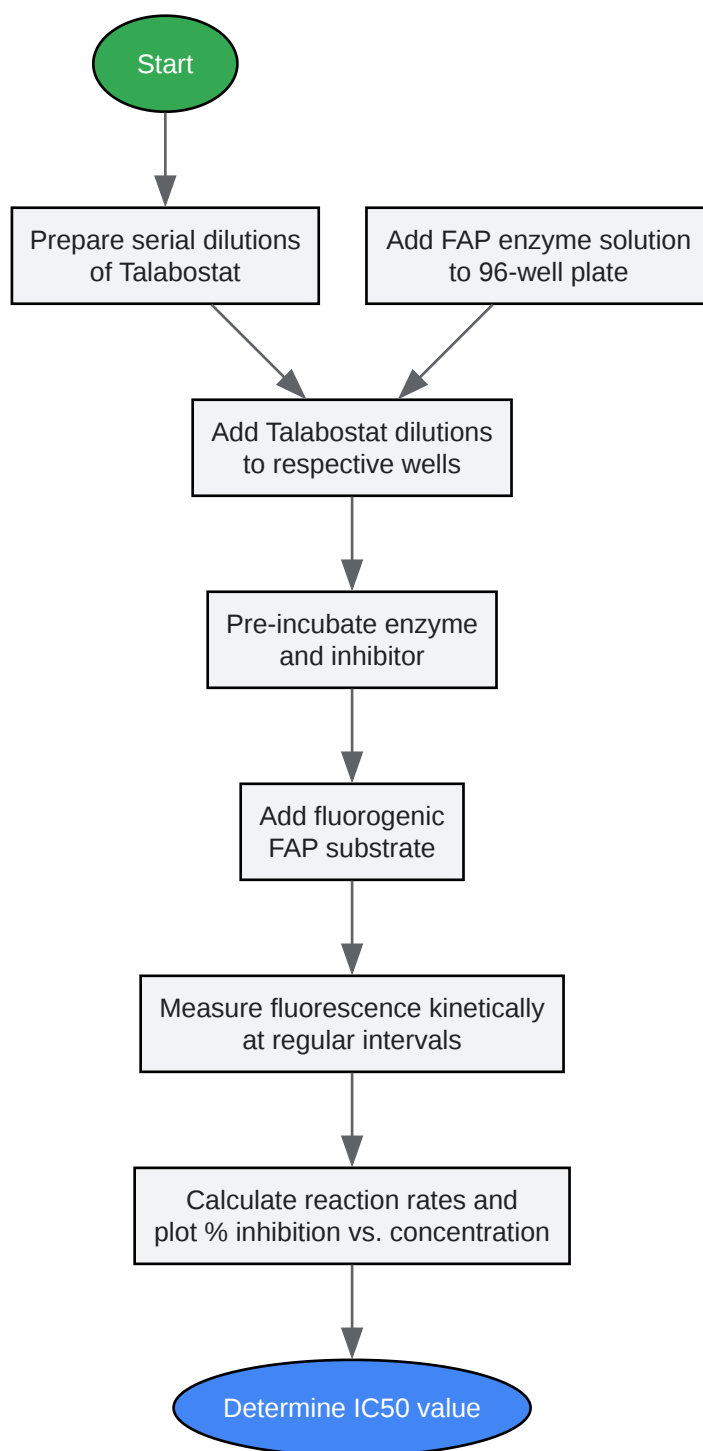 Start
Prepare serial dilutions
of Talabostat
Add FAP enzyme solution
to 96-well plate
Add Talabostat dilutions
to respective wells
Pre-incubate enzyme
and inhibitor
Add fluorogenic
FAP substrate
Measure fluorescence kinetically
at regular intervals
Calculate reaction rates and
plot % inhibition vs. concentration
Determine IC50 value